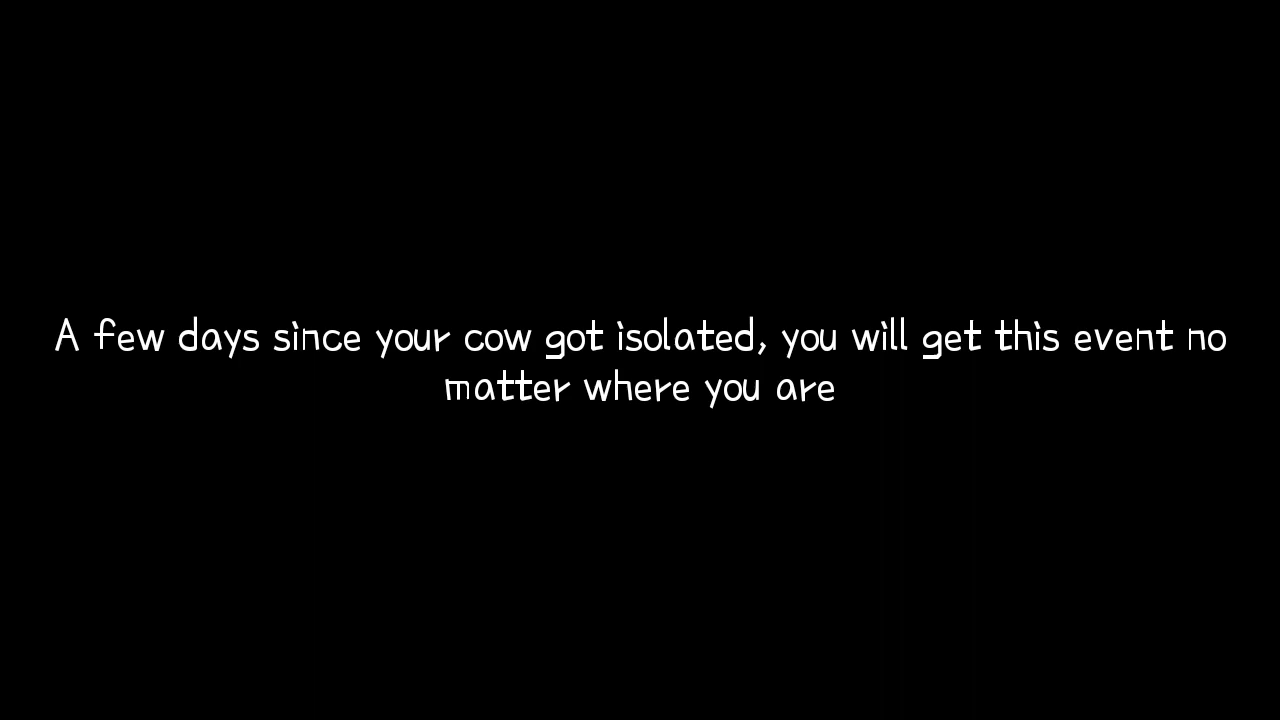 A few days since your cow got isolated, you will get this event no
matter where you are